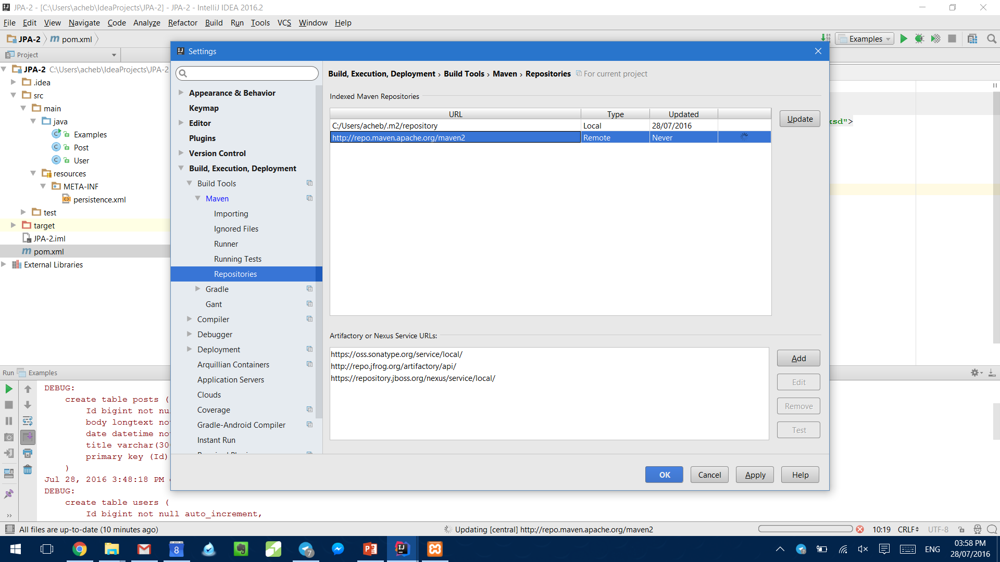 JPA-2 - [C:\Users\acheb\IdeaProjects\JPA-2] - JPA-2 - IntelliJ IDEA 2016.2
File Edit View Navigate Code Analyze Refactor Build Run Tools VCS Window Help
JPA-2 pom.xml
Examples
Project
JPA-2 C:\Users\acheb\IdeaProjects\JPA-2
.idea
src
main
java
Examples
Post
User
resources
META-INF
persistence.xml
test
target
JPA-2.iml
pom.xml
External Libraries
Settings
Appearance & Behavior
Keymap
Editor
Plugins
Version Control
Build, Execution, Deployment
Build Tools
Maven
Importing
Ignored Files
Runner
Running Tests
Repositories
Gradle
Gant
Compiler
Debugger
Deployment
Arquillian Containers
Application Servers
Clouds
Coverage
Gradle-Android Compiler
Instant Run
Build, Execution, Deployment › Build Tools › Maven › Repositories For current project
Indexed Maven Repositories
URL Type Updated
C:/Users/acheb/.m2/repository Local 28/07/2016
http://repo.maven.apache.org/maven2 Remote Never
Update
Artifactory or Nexus Service URLs:
https://oss.sonatype.org/service/local/
http://repo.jfrog.org/artifactory/api/
https://repository.jboss.org/nexus/service/local/
Add
Edit
Remove
Test
OK Cancel Apply Help
xsd">
Run Examples
DEBUG:
create table posts (
Id bigint not nul
body longtext no
date datetime no
title varchar(30
primary key (Id)
)
Jul 28, 2016 3:48:18 PM
DEBUG:
create table users (
Id bigint not null auto_increment,
All files are up-to-date (10 minutes ago)
Updating [central] http://repo.maven.apache.org/maven2
10:19 CRLF UTF-8
8
7
ENG
03:58 PM
28/07/2016